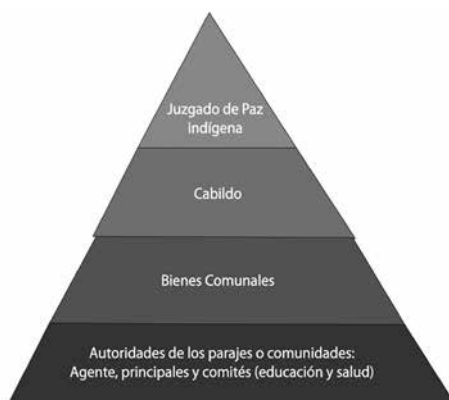 Juzgado de Paz
indígena
Cabildo
Bienes Comunales
Autoridades de los parajes o comunidades:
Agente, principales y comités (educación y salud)